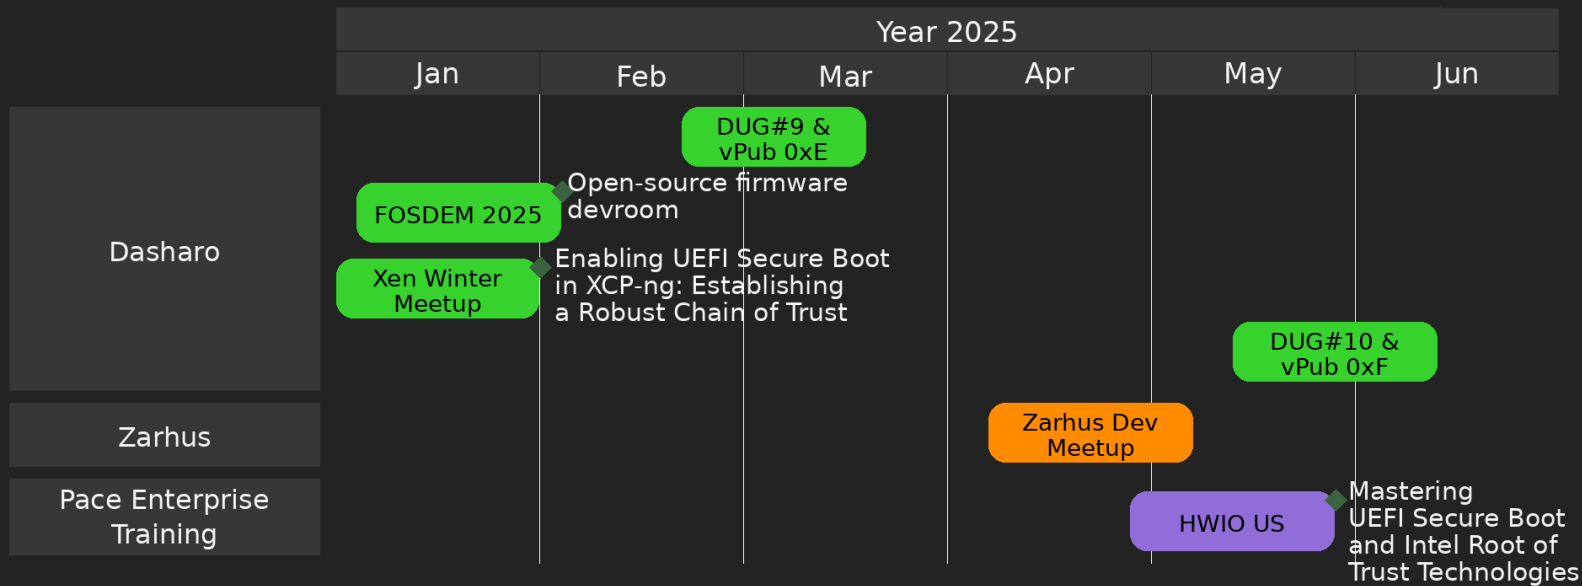 Year 2025
Jan
Feb
Mar
Apr
May
Jun
Dasharo
DUG#9 &
vPub 0xE
FOSDEM 2025
Open-source firmware
devroom
Xen Winter
Meetup
Enabling UEFI Secure Boot
in XCP-ng: Establishing
a Robust Chain of Trust
DUG#10 &
vPub 0xF
Zarhus
Zarhus Dev
Meetup
Pace Enterprise
Training
HWIO US
Mastering
UEFI Secure Boot
and Intel Root of
Trust Technologies